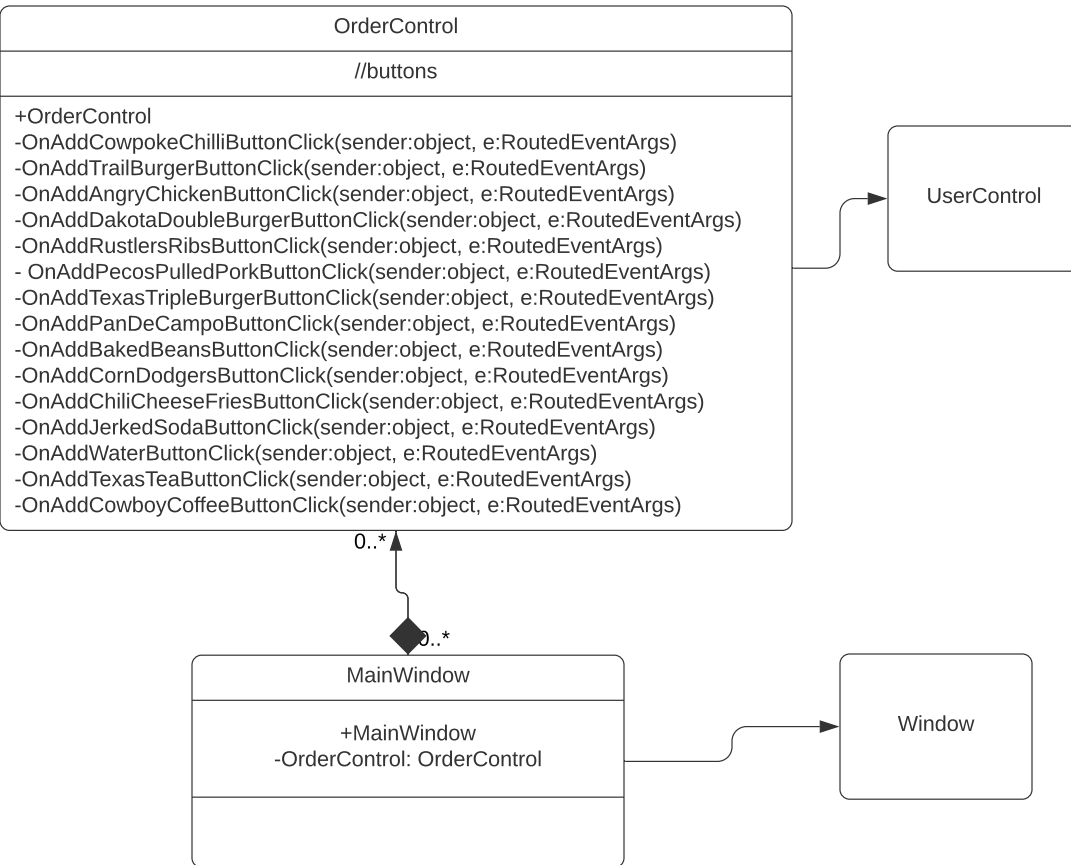 OrderControl
//buttons
+OrderControl
-OnAddCowpokeChilliButtonClick(sender:object, e:RoutedEventArgs)
-OnAddTrailBurgerButtonClick(sender:object, e:RoutedEventArgs)
-OnAddAngryChickenButtonClick(sender:object, e:RoutedEventArgs)
-OnAddDakotaDoubleBurgerButtonClick(sender:object, e:RoutedEventArgs)
-OnAddRustlersRibsButtonClick(sender:object, e:RoutedEventArgs)
- OnAddPecosPulledPorkButtonClick(sender:object, e:RoutedEventArgs)
-OnAddTexasTripleBurgerButtonClick(sender:object, e:RoutedEventArgs)
-OnAddPanDeCampoButtonClick(sender:object, e:RoutedEventArgs)
-OnAddBakedBeansButtonClick(sender:object, e:RoutedEventArgs)
-OnAddCornDodgersButtonClick(sender:object, e:RoutedEventArgs)
-OnAddChiliCheeseFriesButtonClick(sender:object, e:RoutedEventArgs)
-OnAddJerkedSodaButtonClick(sender:object, e:RoutedEventArgs)
-OnAddWaterButtonClick(sender:object, e:RoutedEventArgs)
-OnAddTexasTeaButtonClick(sender:object, e:RoutedEventArgs)
-OnAddCowboyCoffeeButtonClick(sender:object, e:RoutedEventArgs)
UserControl
0..*
0..*
MainWindow
+MainWindow
-OrderControl: OrderControl
Window